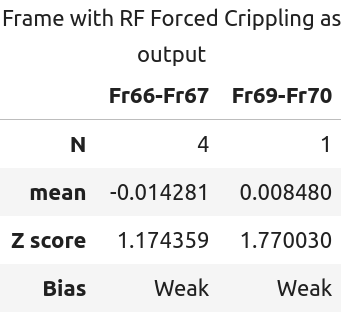 Frame with RF Forced Crippling as
output
Fr66-Fr67 Fr69-Fr70
N 4 1
mean -0.014281 0.008480
Z score 1.174359 1.770030
Bias Weak Weak